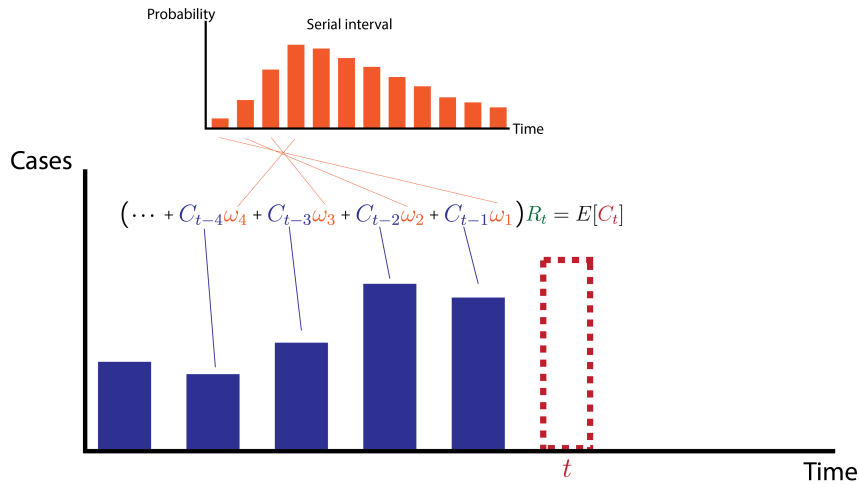 Probability
Serial interval
Time
Cases
(⋯ + C_{t−4}ω_4 + C_{t−3}ω_3 + C_{t−2}ω_2 + C_{t−1}ω_1)R_t = E[C_t]
t
Time